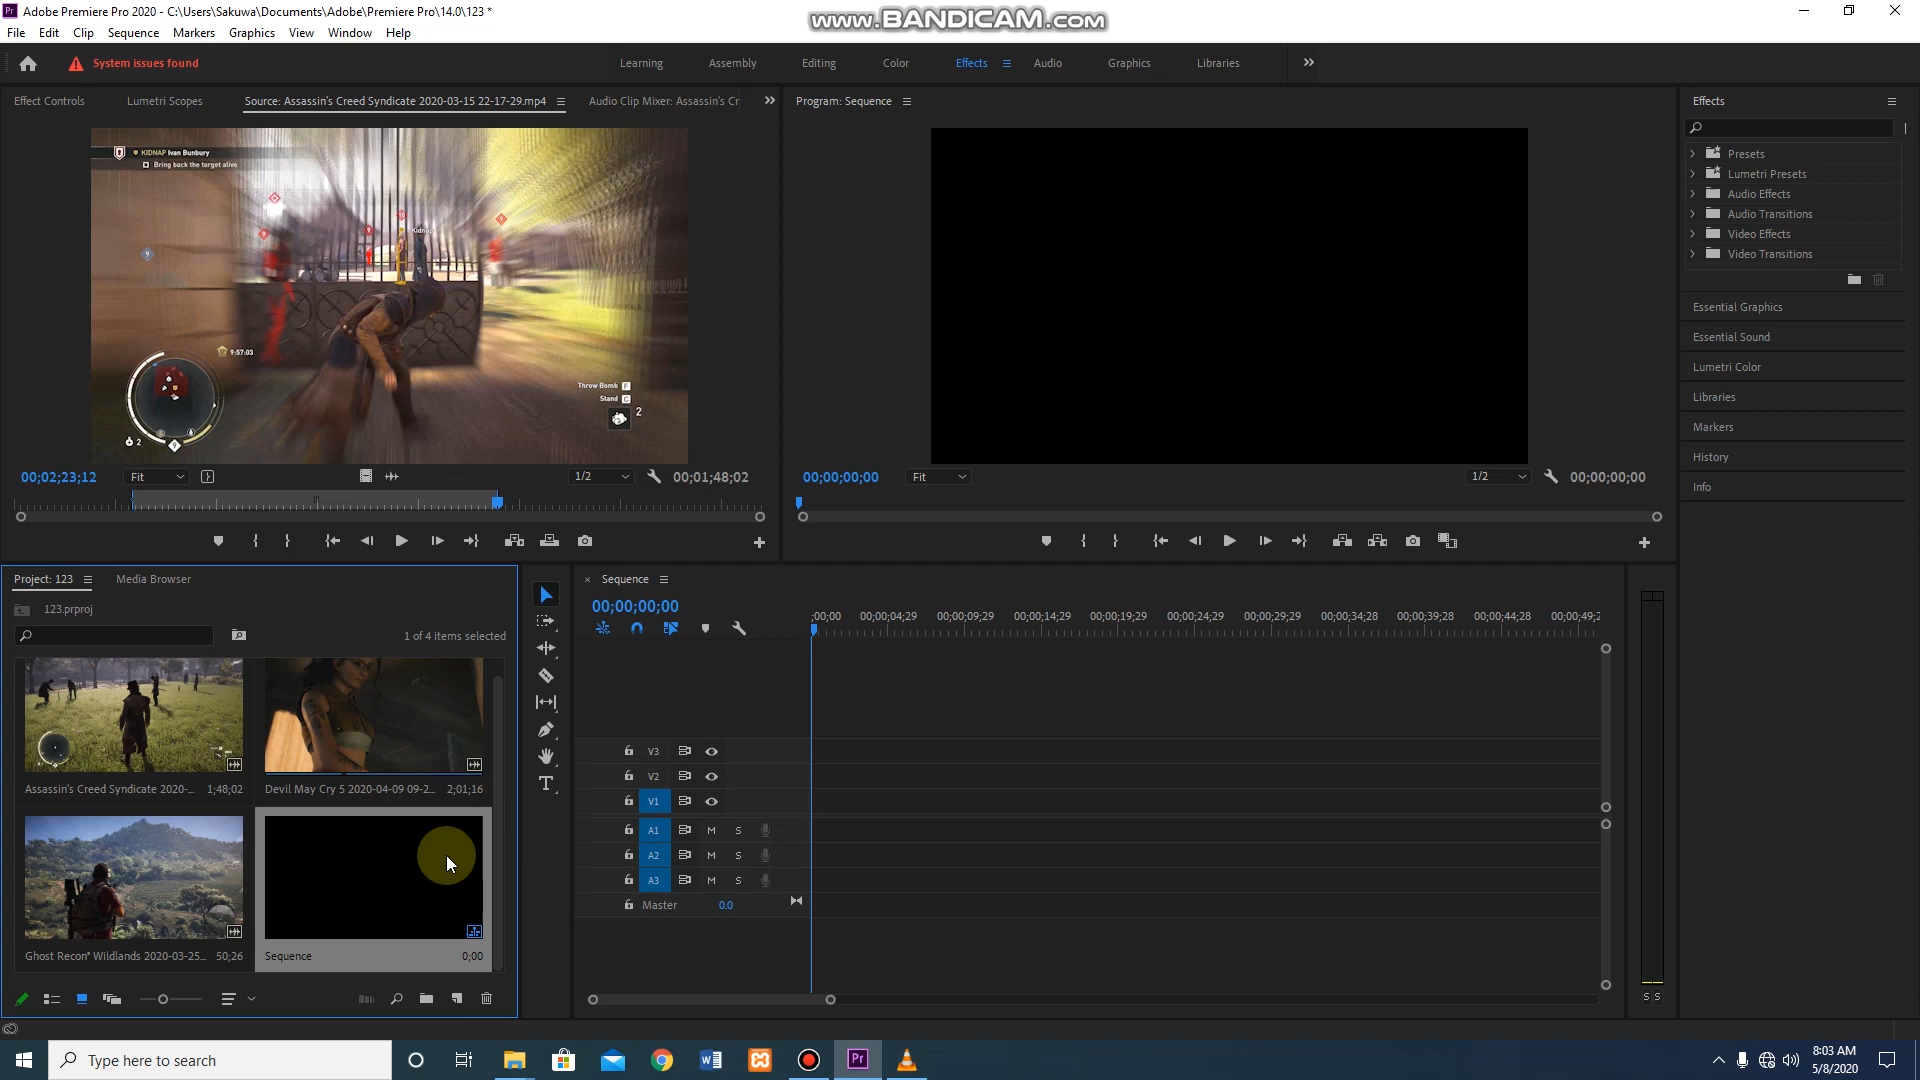 Adobe Premiere Pro 2020 - C:\Users\Sakuwa\Documents\Adobe\Premiere Pro\14.0\123 *
www.BANDICAM.com
File Edit Clip Sequence Markers Graphics View Window Help
System issues found
Learning Assembly Editing Color Effects Audio Graphics Libraries
Effect Controls Lumetri Scopes Source: Assassin's Creed Syndicate 2020-03-15 22-17-29.mp4 Audio Clip Mixer: Assassin's Cr
Program: Sequence
Effects
KIDNAP Ivan Bunbury
Bring back the target alive
Presets
Lumetri Presets
Audio Effects
Audio Transitions
Video Effects
Video Transitions
Essential Graphics
Essential Sound
Lumetri Color
Libraries
Markers
History
Info
Kidnap
9:57:03
Throw Bomb F
Stand C
2
2
00;02;23;12 Fit 1/2 00;01;48;02
00;00;00;00 Fit 1/2 00;00;00;00
Project: 123 Media Browser
123.prproj
1 of 4 items selected
Assassin's Creed Syndicate 2020-... 1;48;02
Devil May Cry 5 2020-04-09 09-2... 2;01;16
Ghost Recon® Wildlands 2020-03-25... 50;26
Sequence 0;00
Sequence
00;00;00;00
;00;00 00;00;04;29 00;00;09;29 00;00;14;29 00;00;19;29 00;00;24;29 00;00;29;29 00;00;34;28 00;00;39;28 00;00;44;28 00;00;49;2
V3
V2
V1
A1 M S
A2 M S
A3 M S
Master 0.0
S S
Type here to search
8:03 AM
5/8/2020